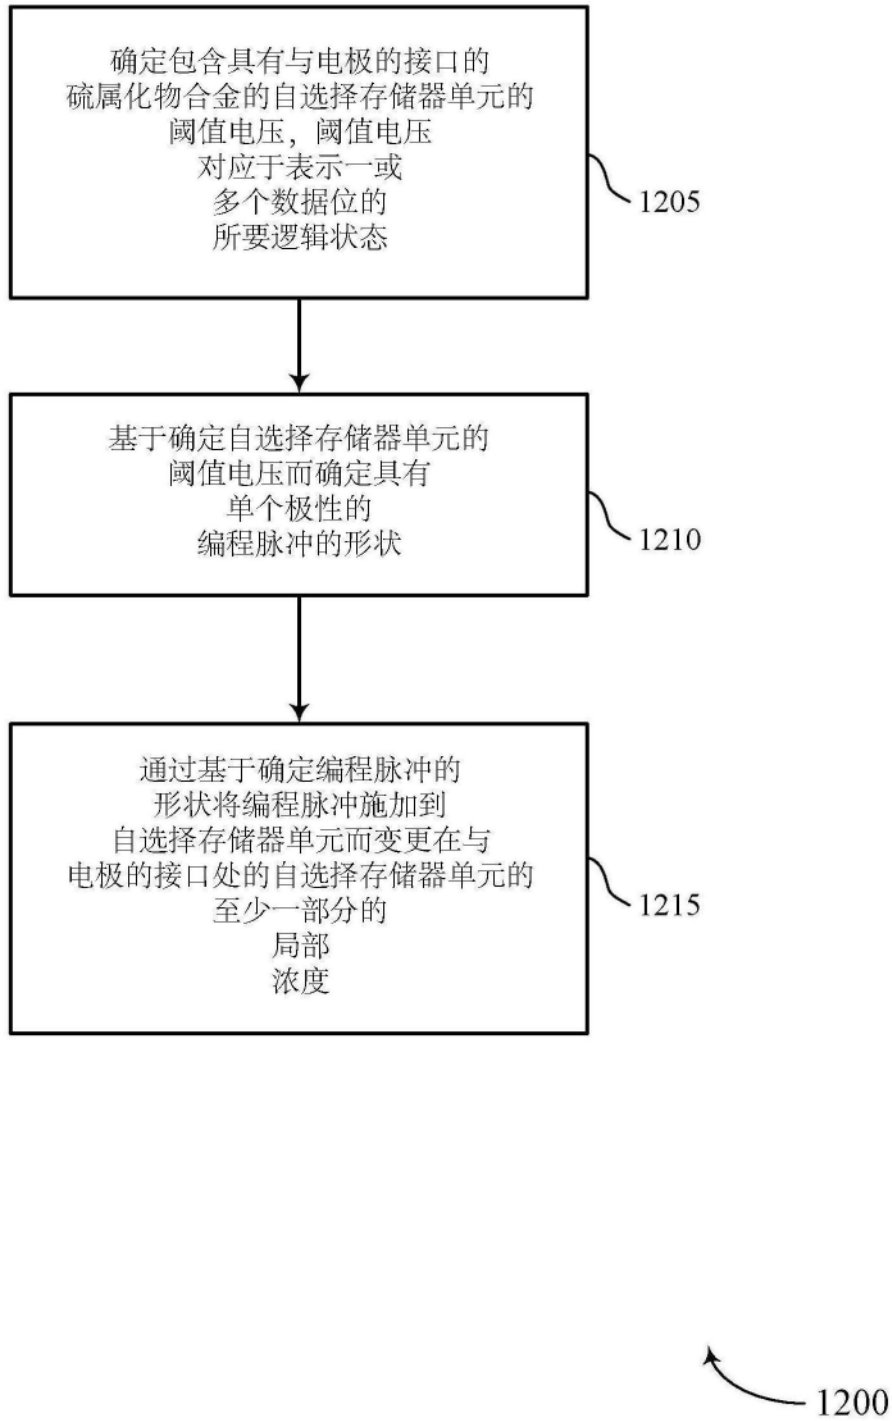 确定包含具有与电极的接口的
硫属化物合金的自选择存储器单元的
阈值电压，阈值电压
对应于表示一或
多个数据位的
所要逻辑状态
1205
基于确定自选择存储器单元的
阈值电压而确定具有
单个极性的
编程脉冲的形状
1210
通过基于确定编程脉冲的
形状将编程脉冲施加到
自选择存储器单元而变更在与
电极的接口处的自选择存储器单元的
至少一部分的
局部
浓度
1215
1200